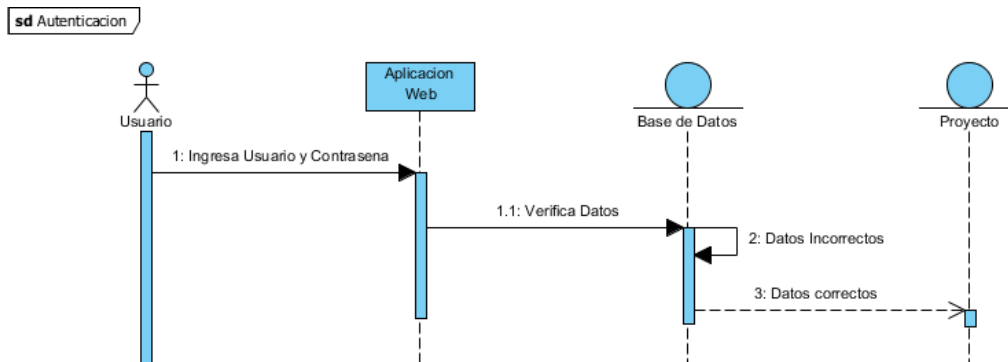 sd Autenticacion
Aplicacion
Web
Usuario
Base de Datos
Proyecto
1: Ingresa Usuario y Contrasena
1.1: Verifica Datos
2: Datos Incorrectos
3: Datos correctos